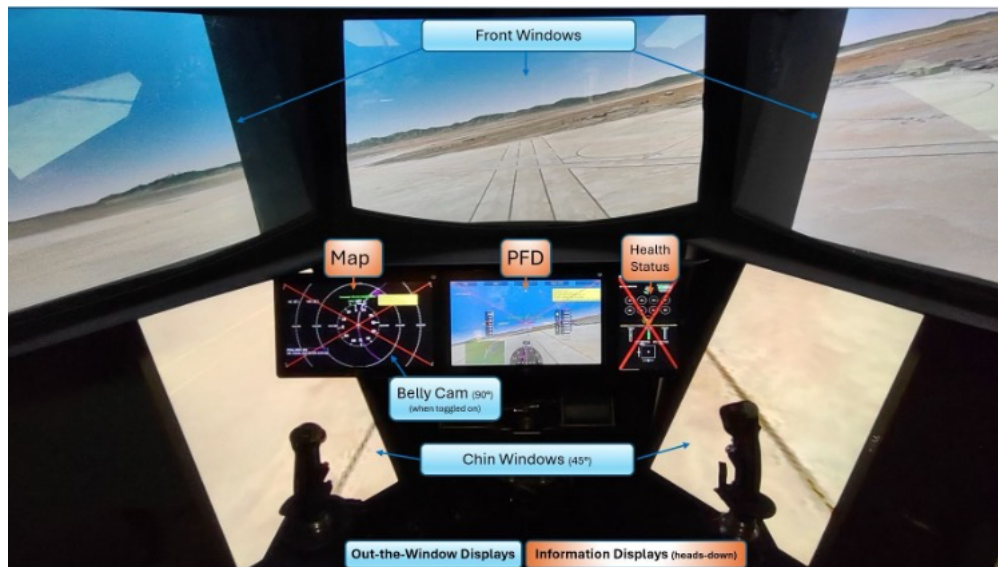 Front Windows
Map
PFD
Health
Status
Belly Cam (90°)
(when toggled on)
Chin Windows (45°)
Out-the-Window Displays
Information Displays (heads-down)